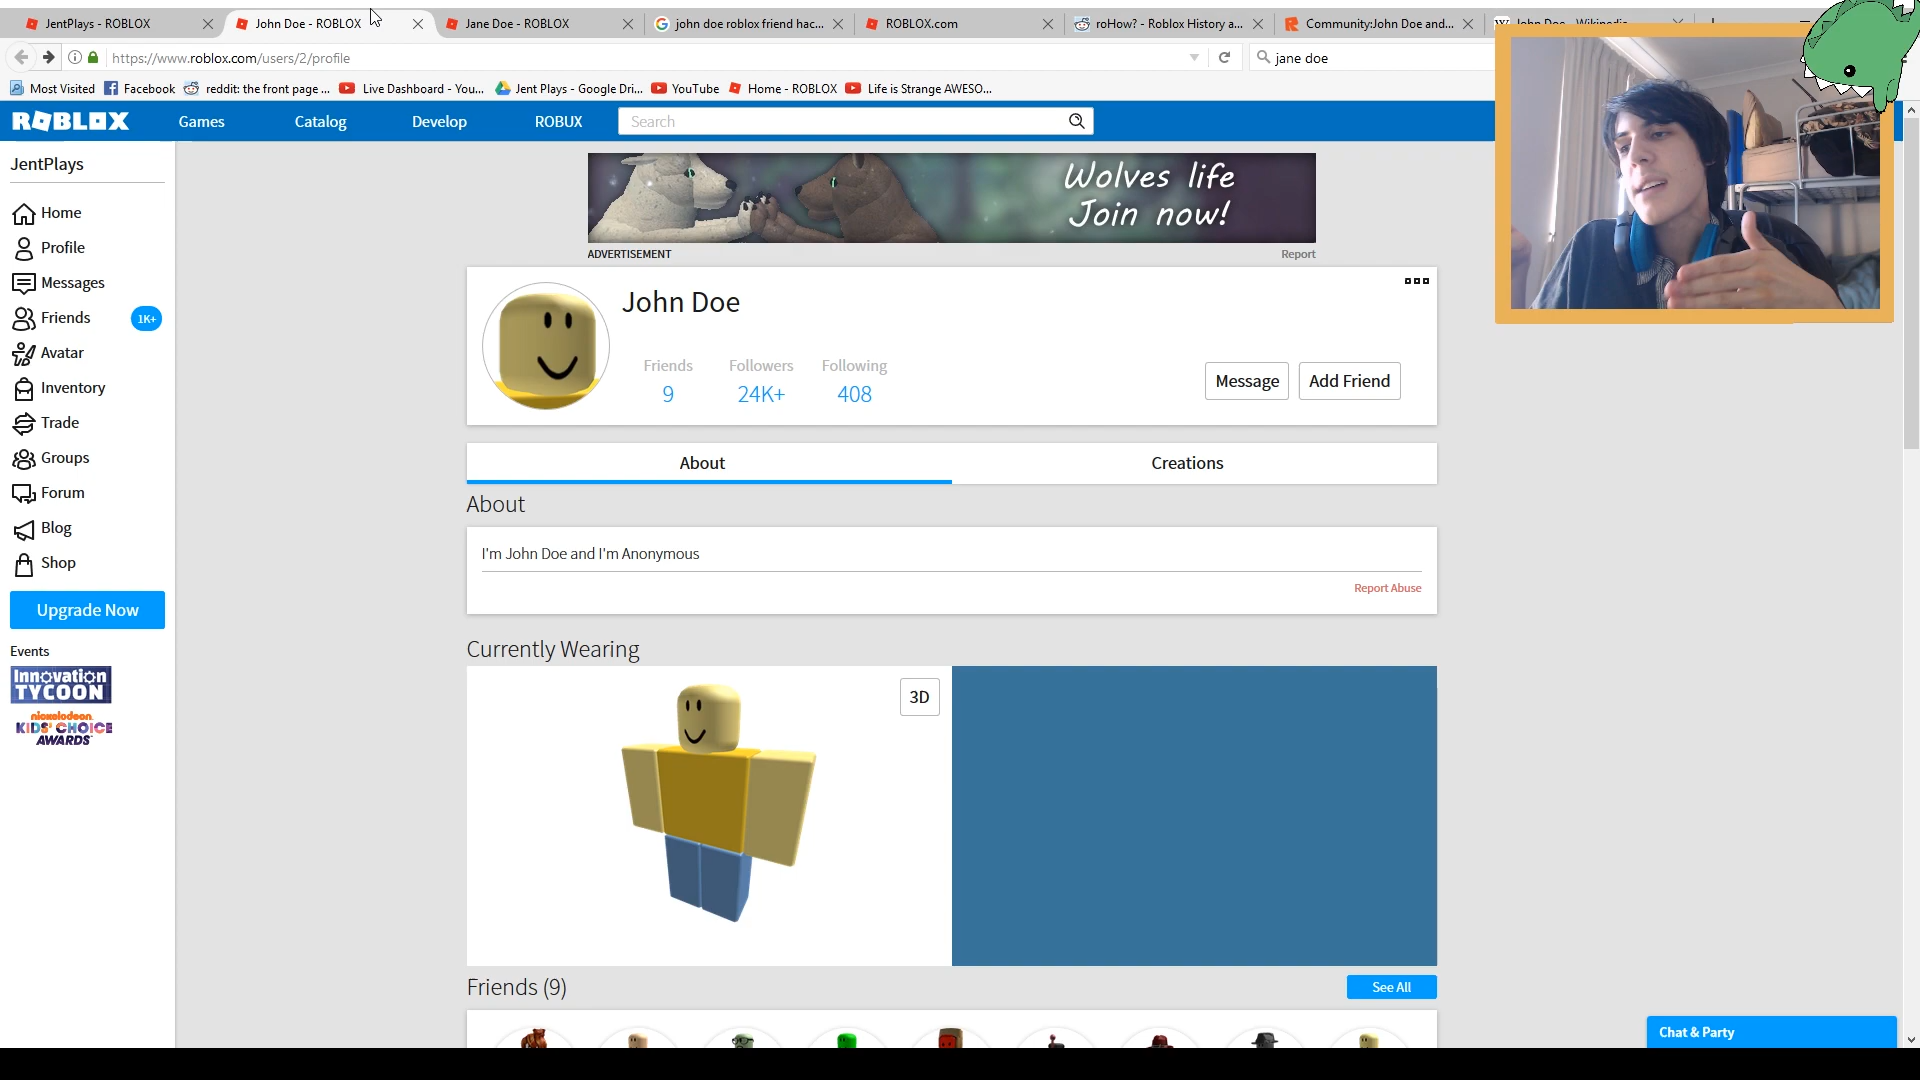 JentPlays - ROBLOX
John Doe - ROBLOX
Jane Doe - ROBLOX
john doe roblox friend hac...
ROBLOX.com
roHow? - Roblox History a...
Community:John Doe and...
John Doe - Wikipedia
https://www.roblox.com/users/2/profile
jane doe
Most Visited
Facebook
reddit: the front page ...
Live Dashboard - You...
Jent Plays - Google Dri...
YouTube
Home - ROBLOX
Life is Strange AWESO...
ROBLOX
Games
Catalog
Develop
ROBUX
Search
JentPlays
Home
Profile
Messages
Friends
1K+
Avatar
Inventory
Trade
Groups
Forum
Blog
Shop
Upgrade Now
Events
Innovation
TYCOON
nickelodeon
KIDS' CHOICE
AWARDS
Wolves life
Join now!
ADVERTISEMENT
Report
John Doe
Friends
Followers
Following
9
24K+
408
Message
Add Friend
About
Creations
About
I'm John Doe and I'm Anonymous
Report Abuse
Currently Wearing
3D
Friends (9)
See All
Chat & Party